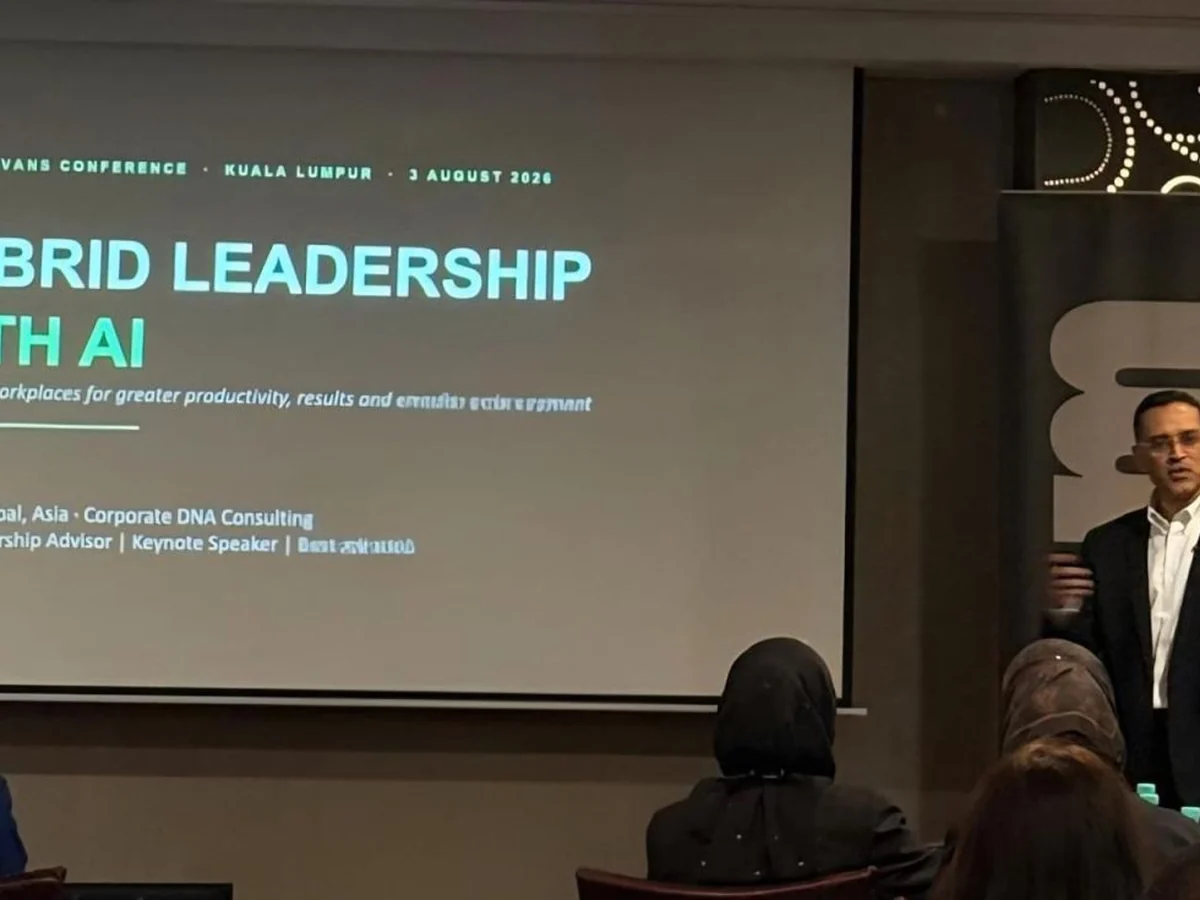 VANS CONFERENCE · KUALA LUMPUR · 3 AUGUST 2026
BRID LEADERSHIP
TH AI
orkplaces for greater productivity, results and
bal, Asia · Corporate DNA Consulting
rship Advisor | Keynote Speaker |